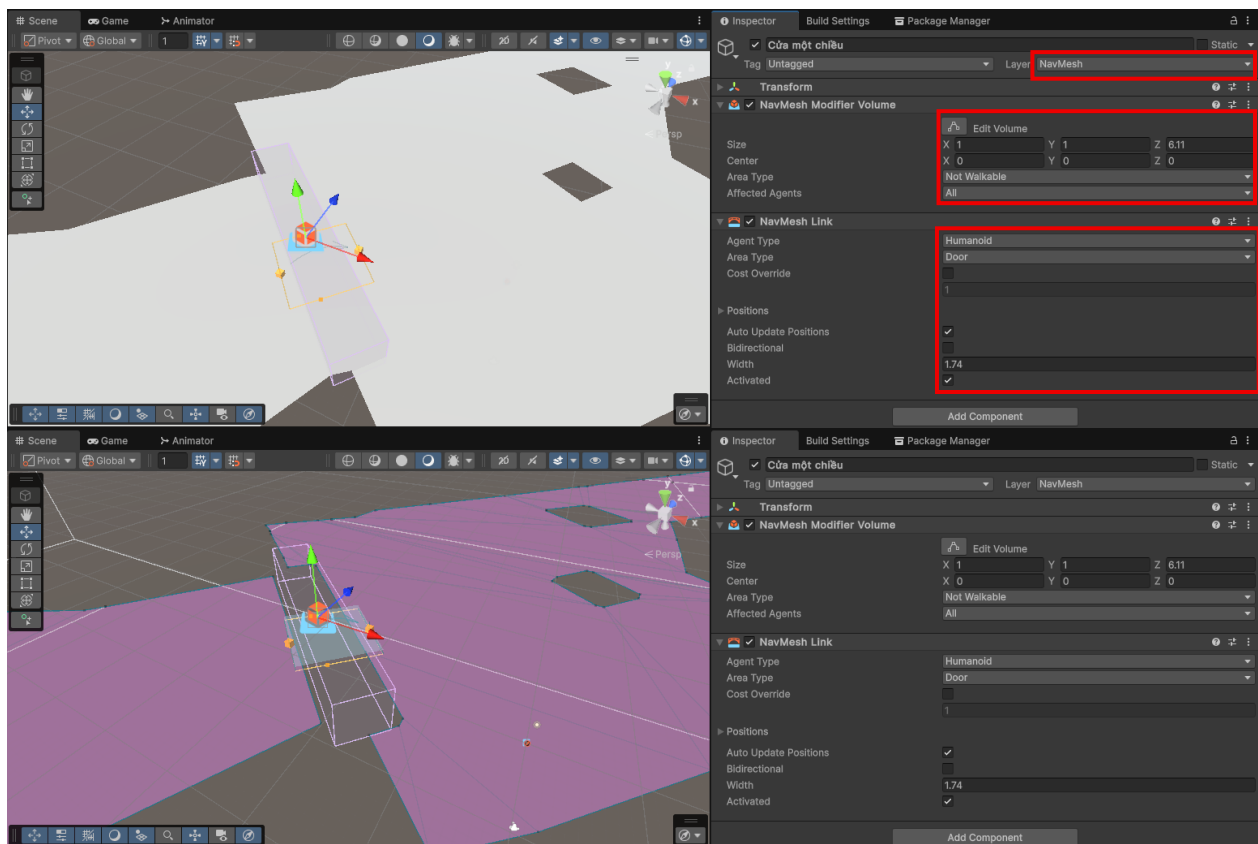 Scene Game Animator
Pivot Global 1 2D
y z x
Persp
Inspector Build Settings Package Manager
Cửa một chiều Static
Tag Untagged Layer NavMesh
Transform
NavMesh Modifier Volume
Edit Volume
Size X 1 Y 1 Z 6.11
Center X 0 Y 0 Z 0
Area Type Not Walkable
Affected Agents All
NavMesh Link
Agent Type Humanoid
Area Type Door
Cost Override
1
Positions
Auto Update Positions
Bidirectional
Width 1.74
Activated
Add Component
Scene Game Animator
Pivot Global 1 2D
y z x
Persp
Inspector Build Settings Package Manager
Cửa một chiều Static
Tag Untagged Layer NavMesh
Transform
NavMesh Modifier Volume
Edit Volume
Size X 1 Y 1 Z 6.11
Center X 0 Y 0 Z 0
Area Type Not Walkable
Affected Agents All
NavMesh Link
Agent Type Humanoid
Area Type Door
Cost Override
1
Positions
Auto Update Positions
Bidirectional
Width 1.74
Activated
Add Component